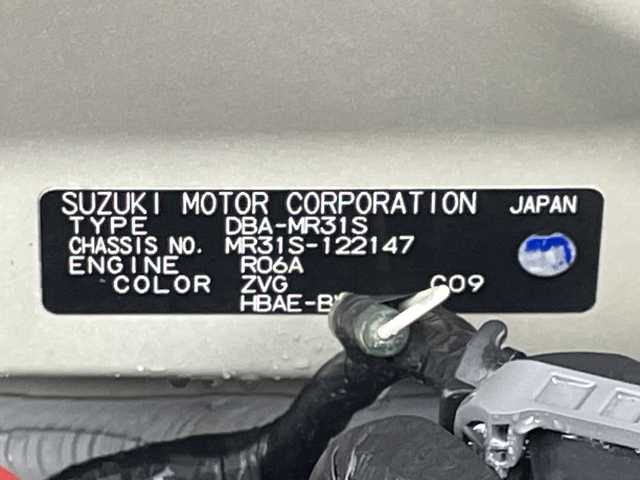 SUZUKI MOTOR CORPORATION JAPAN
TYPE DBA-MR31S
CHASSIS NO. MR31S-122147
ENGINE R06A
COLOR ZVG C09